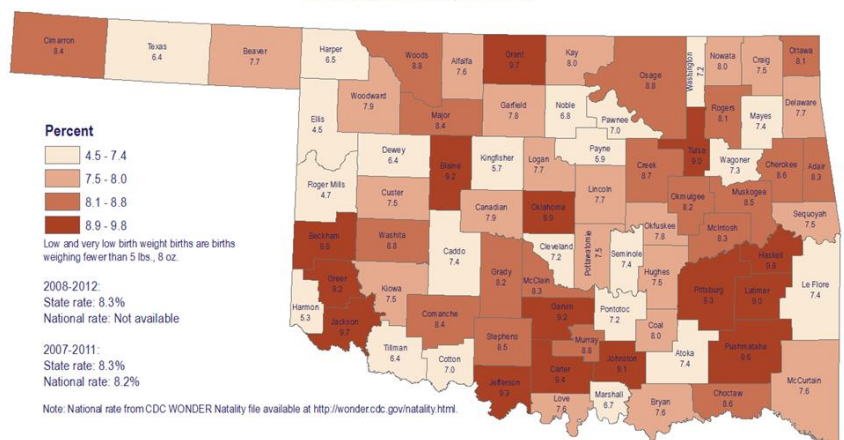 Cimarron
8.4
Texas
6.4
Beaver
7.7
Harper
6.5
Woods
8.8
Alfalfa
7.6
Grant
9.7
Kay
8.0
Osage
8.8
Washington
7.2
Nowata
8.0
Craig
7.5
Ottawa
8.1
Ellis
4.5
Woodward
7.9
Major
8.4
Garfield
7.8
Noble
6.8
Pawnee
7.0
Rogers
8.1
Mayes
7.4
Delaware
7.7
Percent
4.5 - 7.4
7.5 - 8.0
8.1 - 8.8
8.9 - 9.8
Low and very low birth weight births are births
weighing fewer than 5 lbs., 8 oz.
Dewey
6.4
Blaine
9.2
Kingfisher
5.7
Logan
7.7
Payne
5.9
Creek
8.7
Tulsa
9.0
Wagoner
7.3
Cherokee
8.6
Adair
8.3
Roger Mills
4.7
Custer
7.5
Canadian
7.9
Oklahoma
8.9
Lincoln
7.7
Okmulgee
8.2
Muskogee
8.5
Sequoyah
7.5
Beckham
Washita
8.8
Caddo
7.4
Cleveland
7.2
Pottawatomie
7.5
Seminole
7.4
Okfuskee
7.8
McIntosh
8.3
Haskell
2008-2012:
State rate: 8.3%
National rate: Not available
Greer
9.2
Kiowa
7.5
Grady
8.2
McClain
8.3
Hughes
7.5
Pittsburg
Latimer
9.0
Le Flore
7.4
Harmon
5.3
Jackson
9.7
Comanche
8.4
Garvin
9.2
Pontotoc
7.2
Coal
8.0
2007-2011:
State rate: 8.3%
National rate: 8.2%
Tillman
6.4
Cotton
7.0
Stephens
8.5
Murray
8.8
Johnston
9.1
Atoka
7.4
Pushmataha
9.6
McCurtain
7.6
Jefferson
9.3
Carter
9.4
Love
7.6
Marshall
6.7
Bryan
7.6
Choctaw
8.6
Note: National rate from CDC WONDER Natality file available at http://wonder.cdc.gov/natality.html.